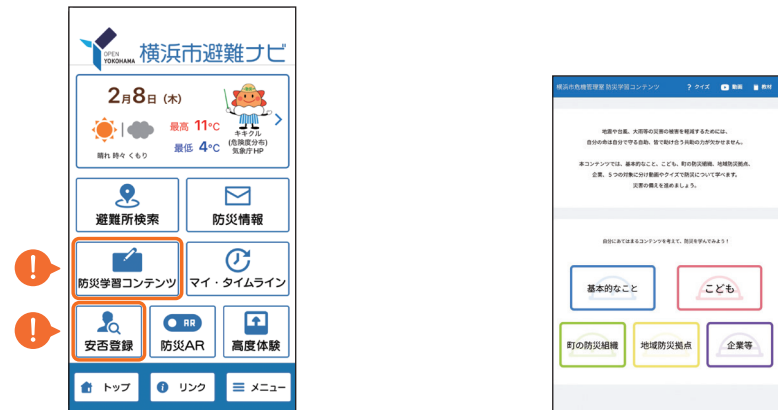 OPEN
YOKOHAMA
横浜市避難ナビ
2月8日 (木)
最高 11℃
最低 4℃
晴れ 時々 くもり
キキクル
(危険度分布)
気象庁HP
避難所検索
防災情報
防災学習コンテンツ
マイ・タイムライン
安否登録
AR
防災AR
高度体験
トップ
リンク
メニュー
!
!
横浜市危機管理室 防災学習コンテンツ
? クイズ
動画
教材
地震や台風、大雨等の災害の被害を軽減するためには、
自分の命は自分で守る自助、皆で助け合う共助の力が欠かせません。
本コンテンツでは、基本的なこと、こども、町の防災組織、地域防災拠点、
企業、5つの対象に分け動画やクイズで防災について学べます。
災害の備えを進めましょう。
自分にあてはまるコンテンツを考えて、防災を学んでみよう!
基本的なこと
こども
町の防災組織
地域防災拠点
企業等